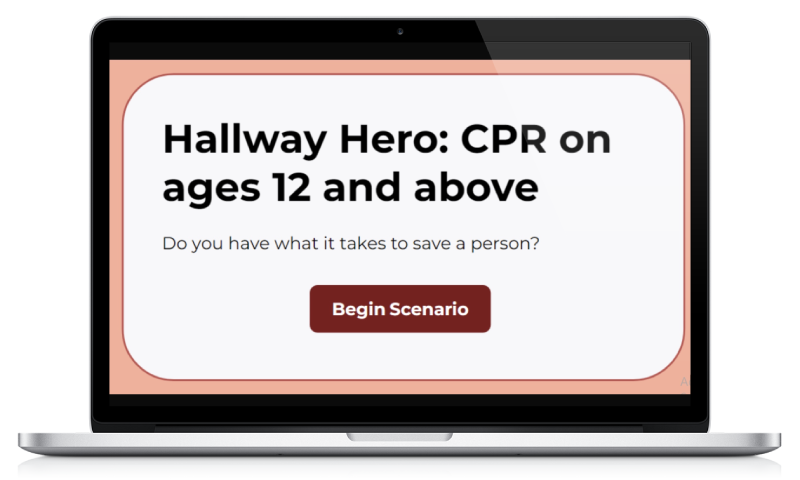 Hallway Hero: CPR on
ages 12 and above
Do you have what it takes to save a person?
Begin Scenario